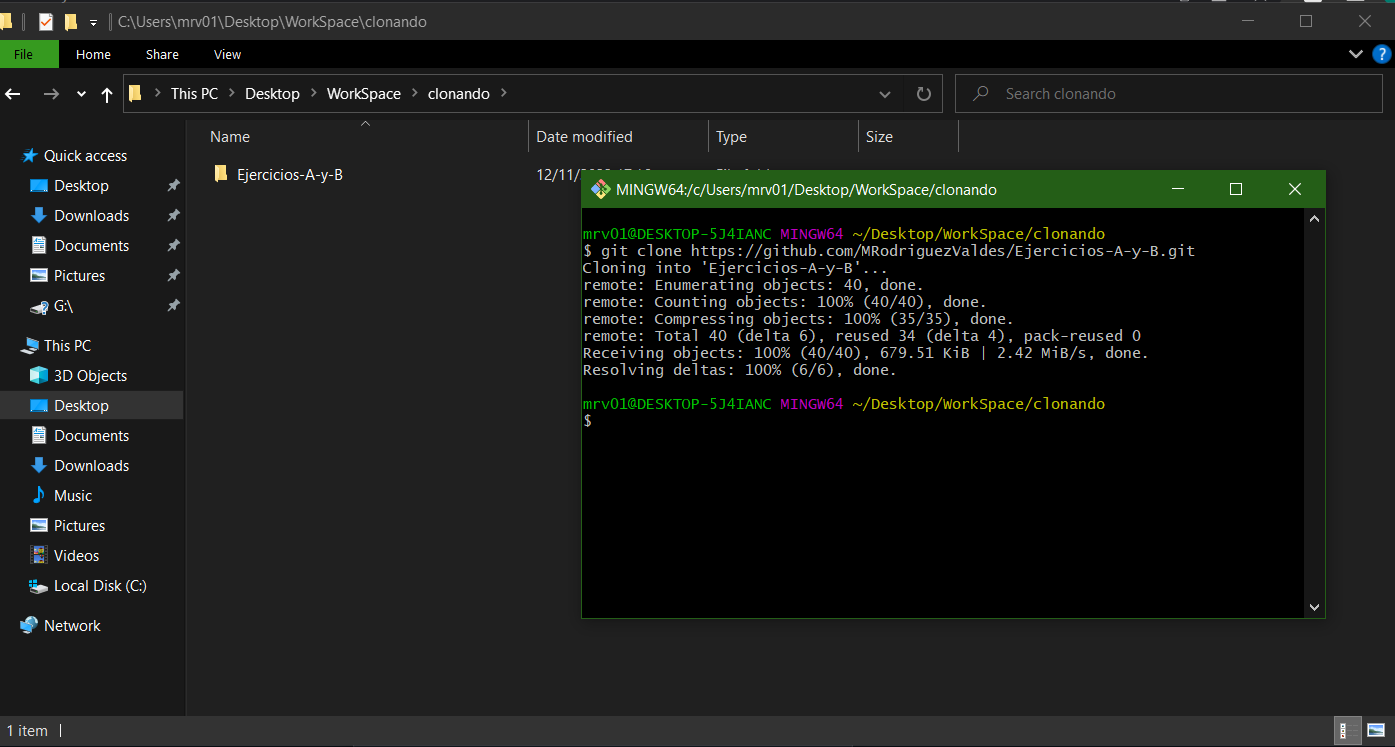 C:\Users\mrv01\Desktop\WorkSpace\clonando
File Home Share View
This PC Desktop WorkSpace clonando
Search clonando
Name Date modified Type Size
Quick access
Desktop
Downloads
Documents
Pictures
G:\
This PC
3D Objects
Desktop
Documents
Downloads
Music
Pictures
Videos
Local Disk (C:)
Network
Ejercicios-A-y-B 12/11/
MINGW64:/c/Users/mrv01/Desktop/WorkSpace/clonando
mrv01@DESKTOP-5J4IANC MINGW64 ~/Desktop/WorkSpace/clonando
$ git clone https://github.com/MRodriguezValdes/Ejercicios-A-y-B.git
Cloning into 'Ejercicios-A-y-B'...
remote: Enumerating objects: 40, done.
remote: Counting objects: 100% (40/40), done.
remote: Compressing objects: 100% (35/35), done.
remote: Total 40 (delta 6), reused 34 (delta 4), pack-reused 0
Receiving objects: 100% (40/40), 679.51 KiB | 2.42 MiB/s, done.
Resolving deltas: 100% (6/6), done.
mrv01@DESKTOP-5J4IANC MINGW64 ~/Desktop/WorkSpace/clonando
$
1 item